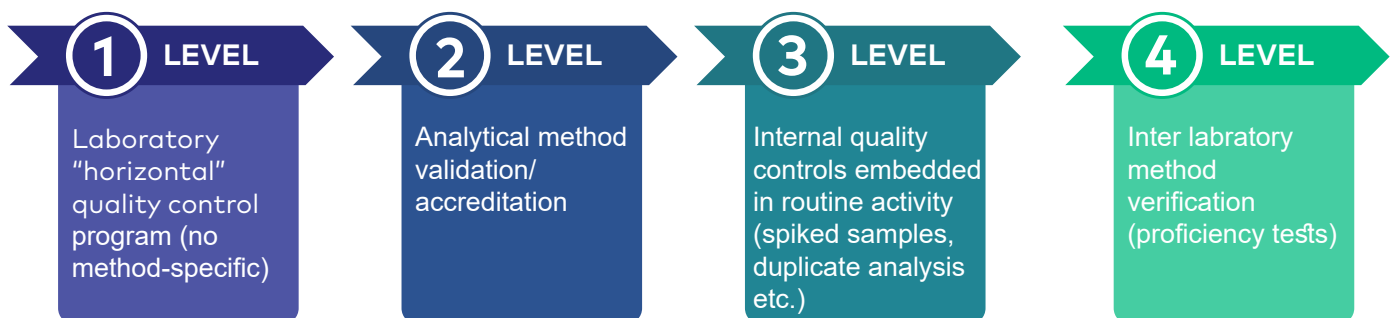 1 LEVEL
Laboratory
"horizontal"
quality control
program (no
method-specific)
2 LEVEL
Analytical method
validation/
accreditation
3 LEVEL
Internal quality
controls embedded
in routine activity
(spiked samples,
duplicate analysis
etc.)
4 LEVEL
Inter labratory
method
verification
(proficiency tests)